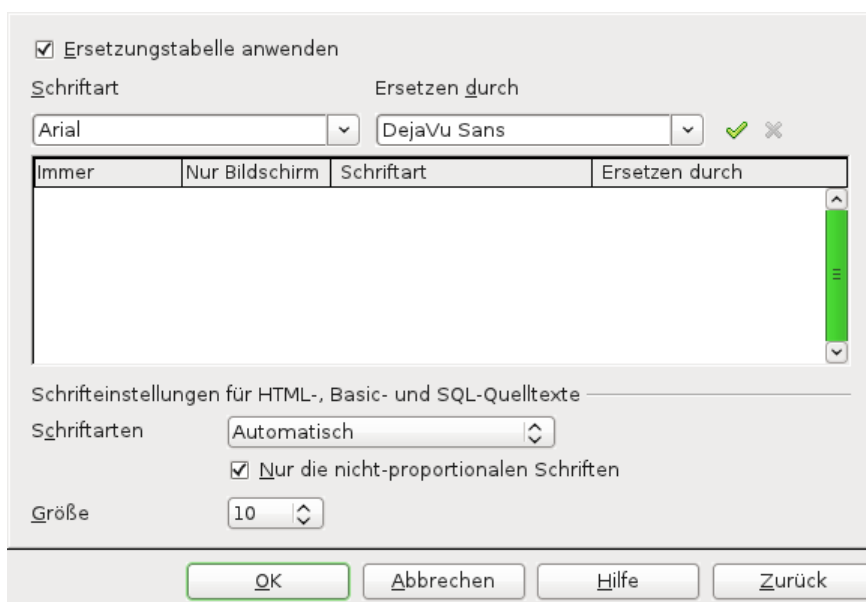 Ersetzungstabelle anwenden
Schriftart Ersetzen durch
Arial DejaVu Sans
Immer Nur Bildschirm Schriftart Ersetzen durch
Schrifteinstellungen für HTML-, Basic- und SQL-Quelltexte
Schriftarten Automatisch
Nur die nicht-proportionalen Schriften
Größe 10
OK Abbrechen Hilfe Zurück